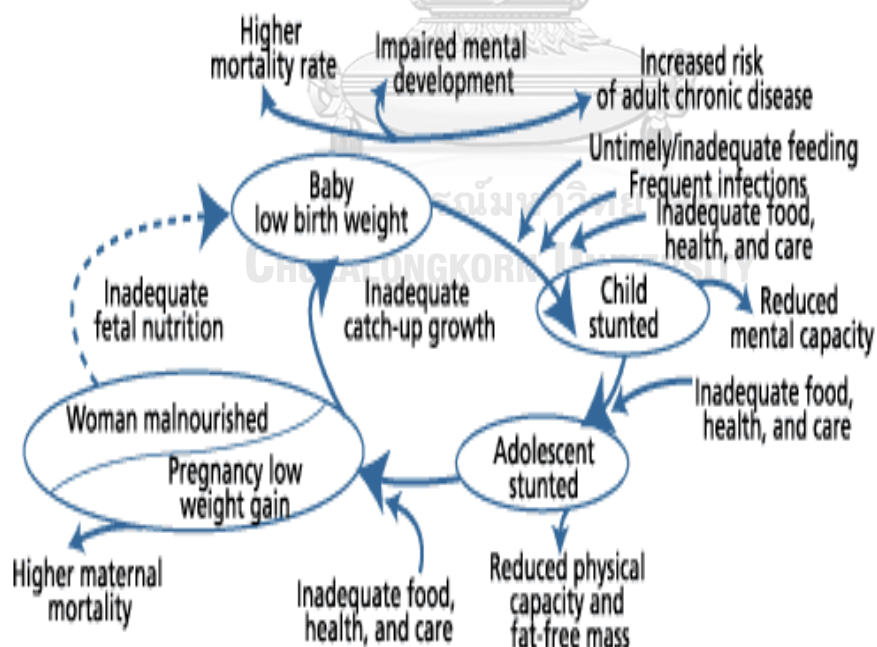 Higher
mortality rate
Impaired mental
development
Increased risk
of adult chronic disease
Untimely/inadequate feeding
Frequent infections
Inadequate food,
health, and care
Baby
low birth weight
Inadequate
fetal nutrition
Inadequate
catch-up growth
CHULALONGKORN UNIVERSITY
Child
stunted
Reduced
mental capacity
Inadequate food,
health, and care
Woman malnourished
Pregnancy low
weight gain
Adolescent
stunted
Higher maternal
mortality
Inadequate food,
health, and care
Reduced physical
capacity and
fat-free mass